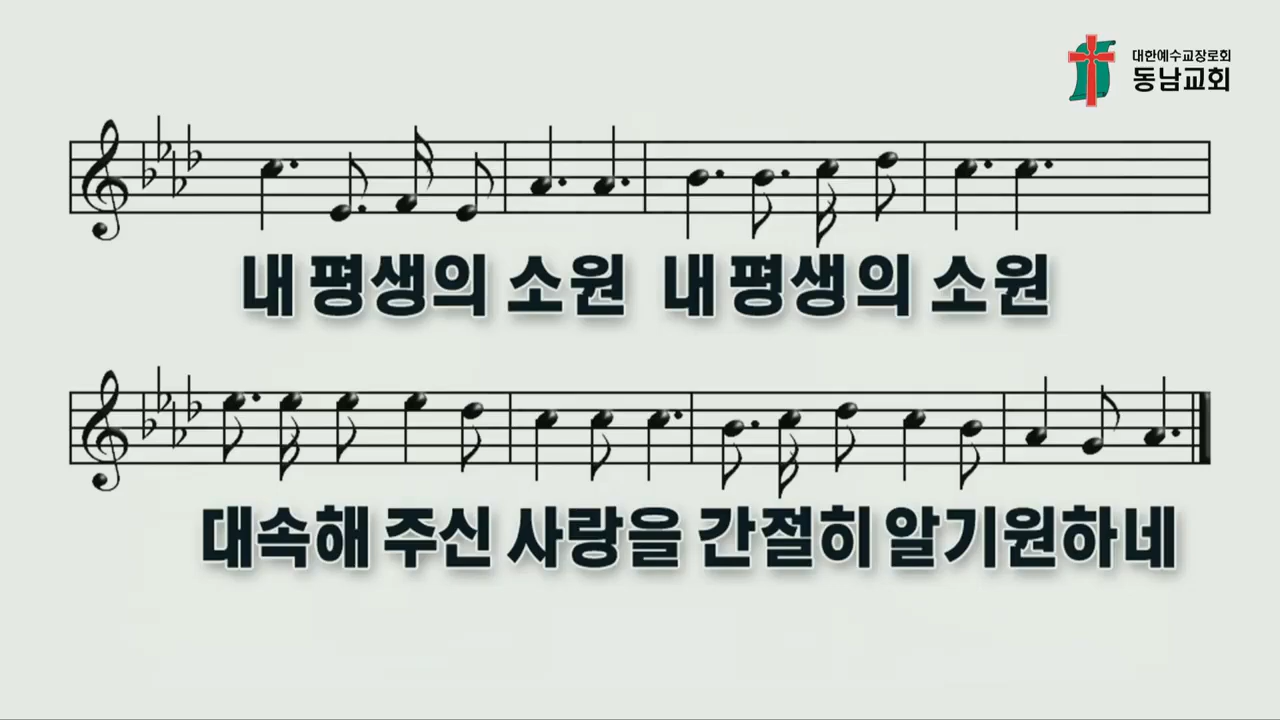 대한예수교장로회
동남교회
내 평생의 소원 내 평생의 소원
대속해 주신 사랑을 간절히 알기원하네